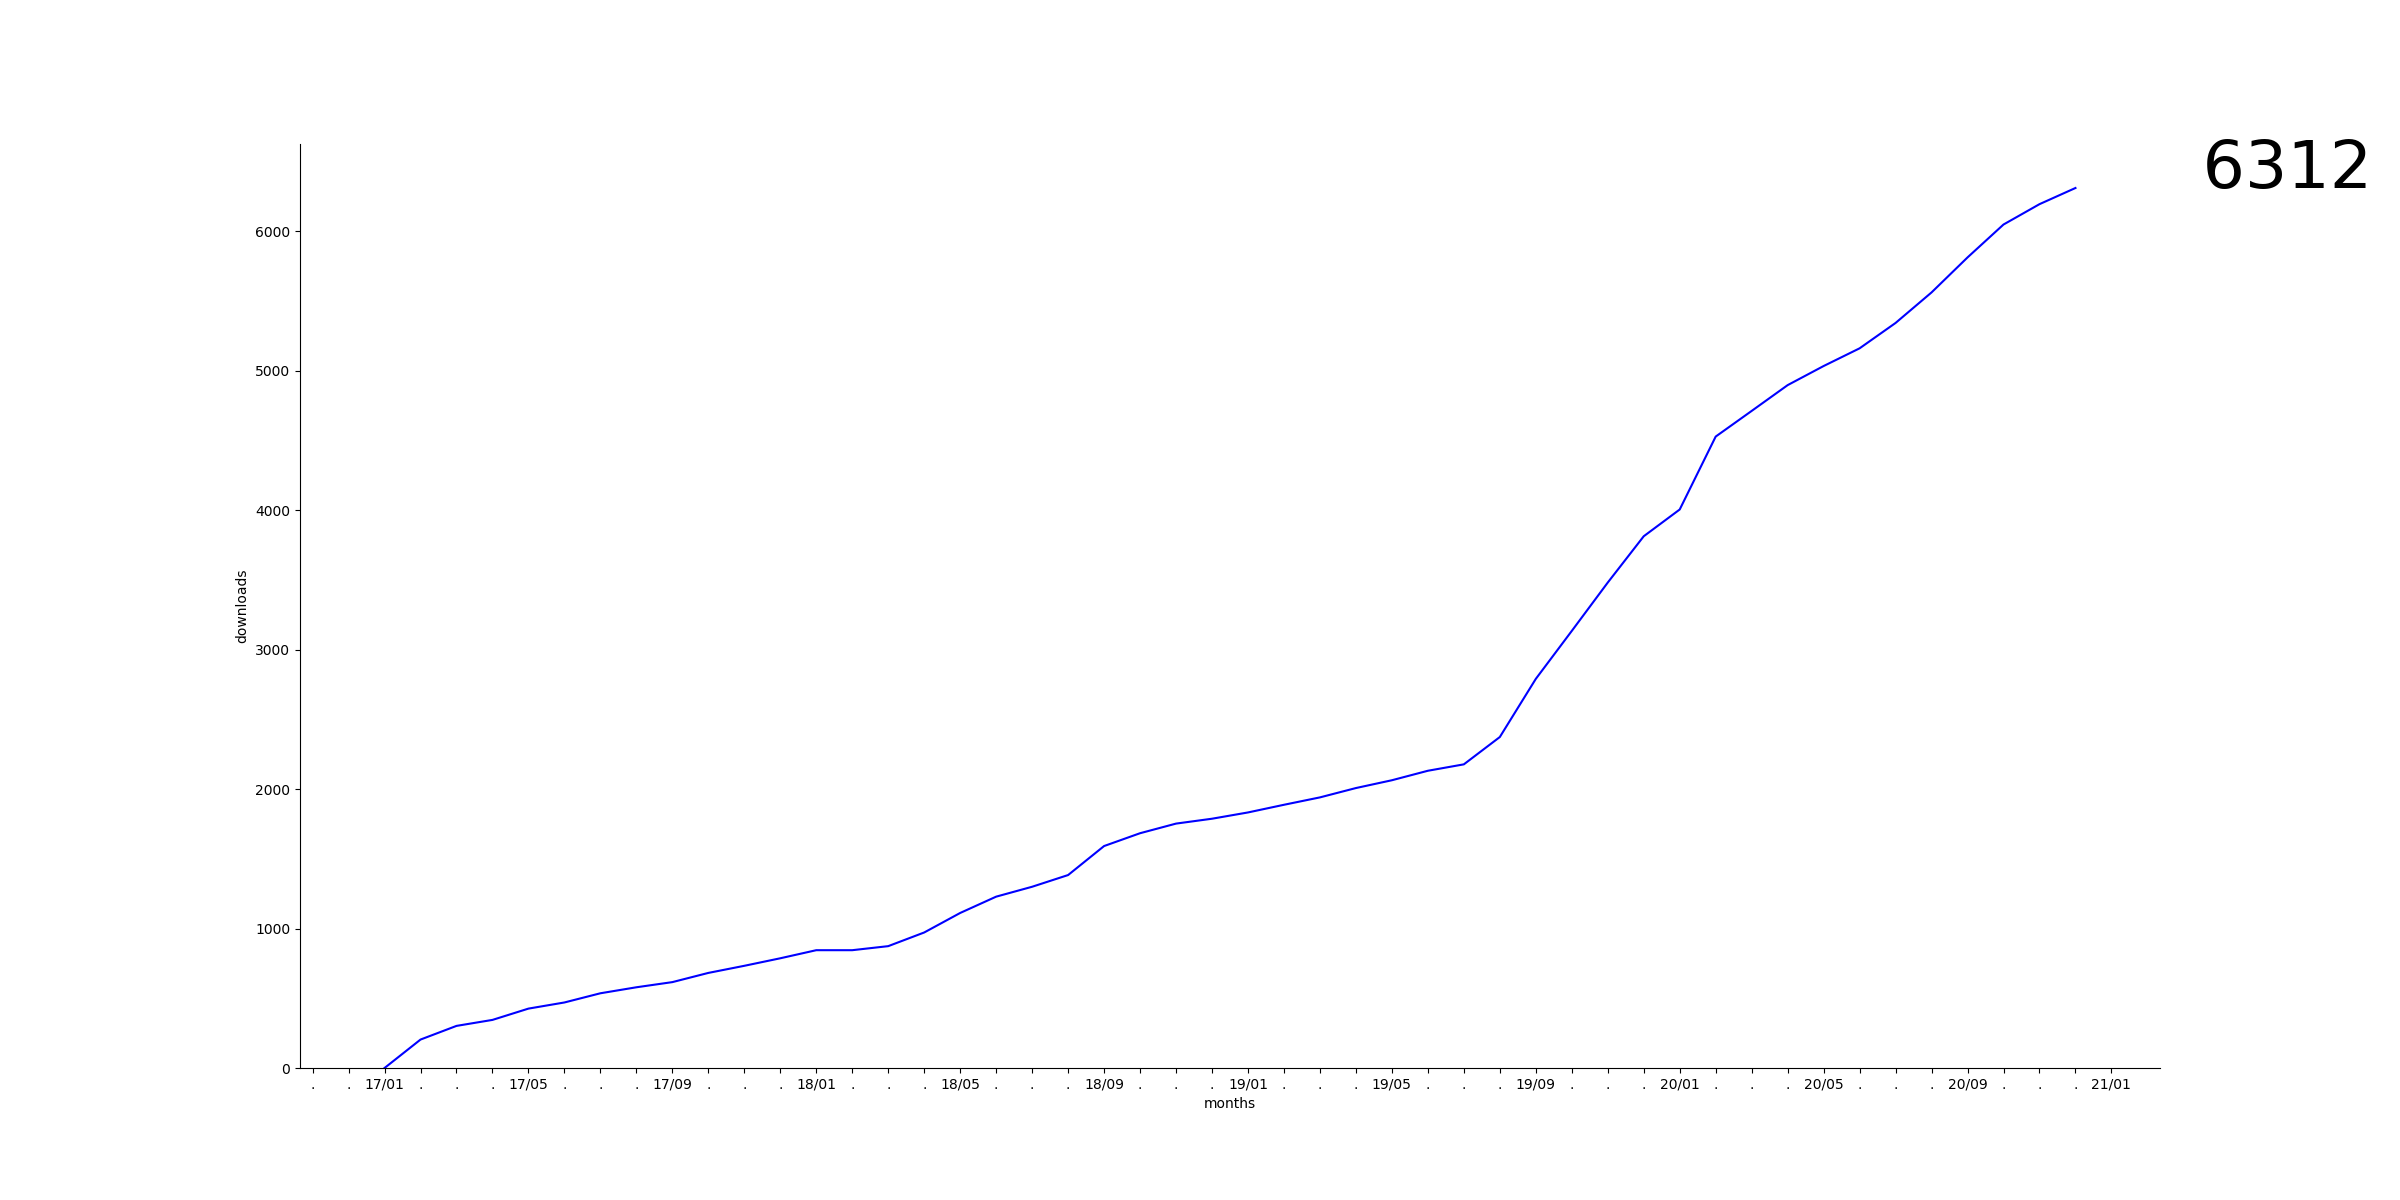 6312
6000
5000
4000
3000
2000
1000
0
downloads
. . 17/01 . . . 17/05 . . . 17/09 . . . 18/01 . . . 18/05 . . . 18/09 . . . 19/01 . . . 19/05 . . . 19/09 . . . 20/01 . . . 20/05 . . . 20/09 . . . 21/01
months